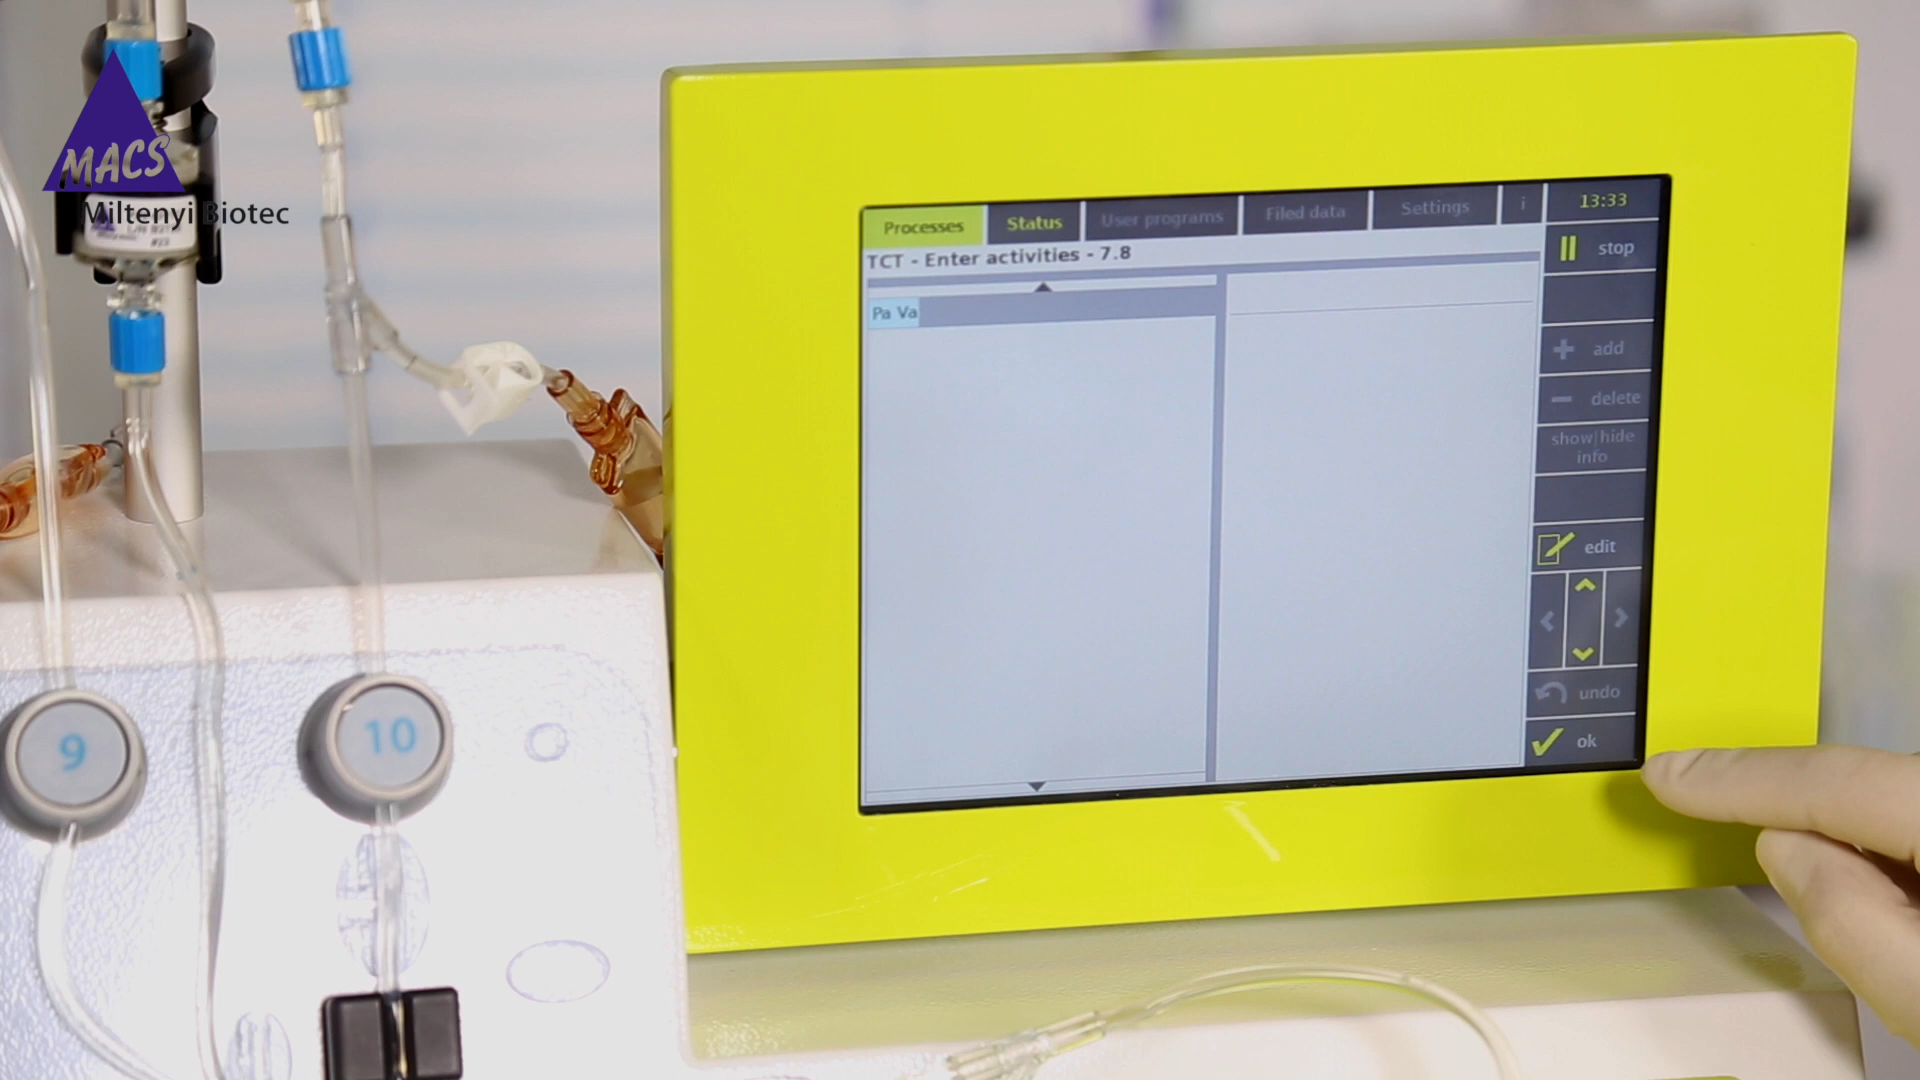 MACS
Miltenyi Biotec
#23
Processes
Status
User programs
Filed data
Settings
i
13:33
TCT - Enter activities - 7.8
stop
Pa Va
add
delete
show|hide
info
edit
undo
ok
9
10